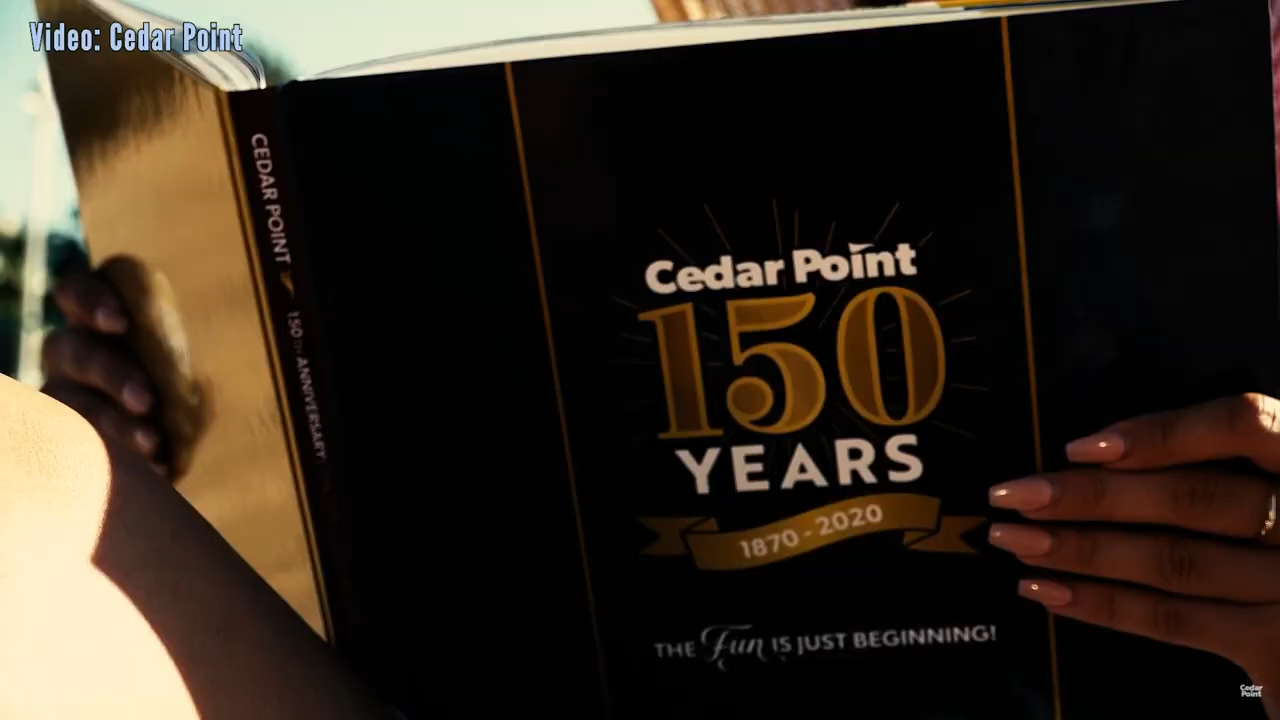 Video: Cedar Point
CEDAR POINT 150TH ANNIVERSARY
Cedar Point
150
YEARS
1870 - 2020
THE Fun IS JUST BEGINNING!
Cedar
Point